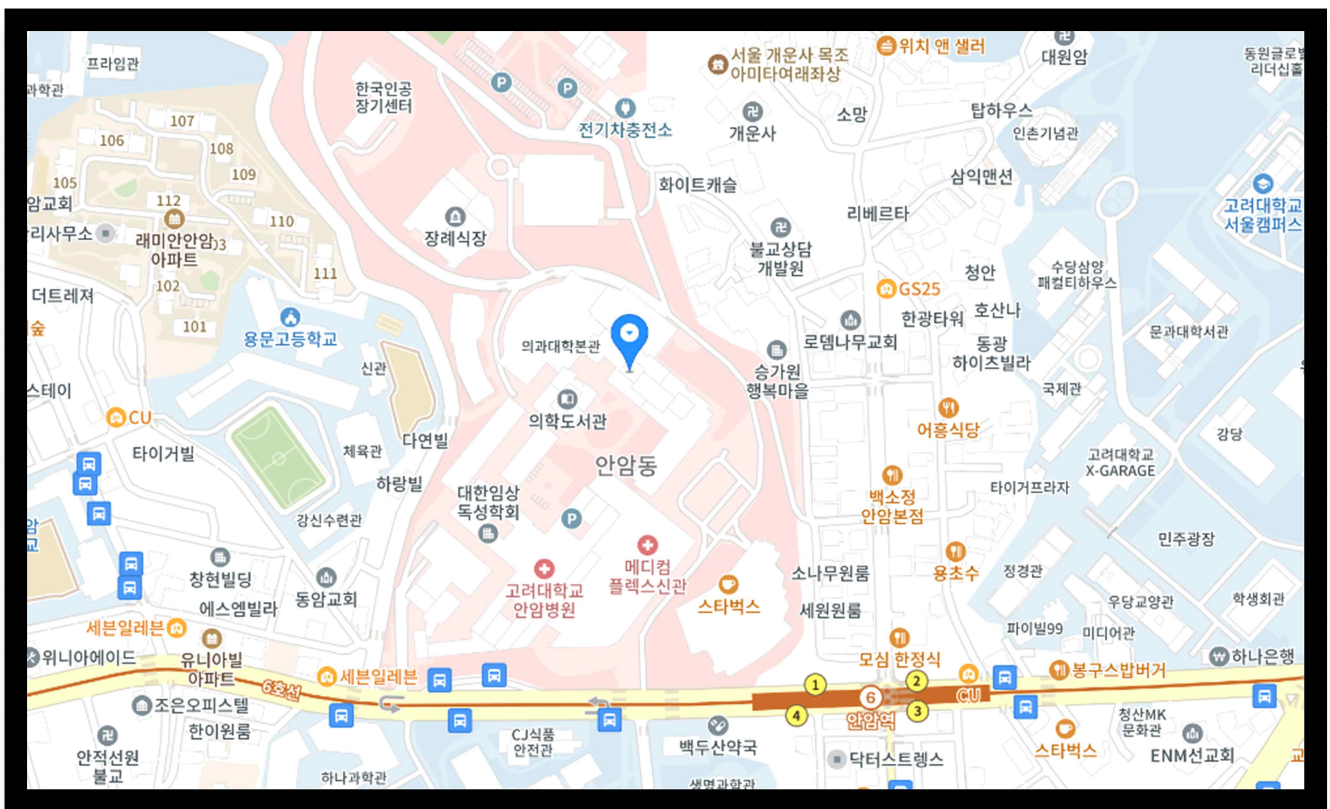 프라임관
과학관
107
106
108
109
105
암교회
112
110
리사무소
래미안안암
03
아파트
102
111
101
더트레져
숲
스테이
용문고등학교
한국인공
장기센터
P
P
전기차충전소
장례식장
서울 개운사 목조
아미타여래좌상
위치 앤 샐러
대원암
동원글로벌
리더십홀
개운사
소망
탑하우스
인촌기념관
화이트캐슬
삼익맨션
고려대학교
서울캠퍼스
리베르타
불교상담
개발원
청안
수당삼양
패컬티하우스
GS25
호산나
한광타워
로뎀나무교회
동광
하이츠빌라
문과대학서관
의과대학본관
신관
승가원
행복마을
국제관
의학도서관
어흥식당
강당
CU
타이거빌
체육관
다연빌
안암동
고려대학교
X-GARAGE
하랑빌
대한임상
독성학회
백소정
안암본점
타이거프라자
강신수련관
P
암
교
민주광장
창현빌딩
동암교회
에스엠빌라
고려대학교
안암병원
메디컴
플렉스신관
스타벅스
소나무원룸
용초수
정경관
세원원룸
우당교양관
학생회관
세븐일레븐
파이빌99
미디어관
위니아에이드
유니아빌
아파트
모심 한정식
하나은행
세븐일레븐
봉구스밥버거
6호선
1
2
6
CU
4
3
안암역
조은오피스텔
한이원룸
안적선원
불교
하나과학관
CJ식품
안전관
백두산약국
생명과학관
닥터스트렝스
스타벅스
청산MK
문화관
ENM선교회
교